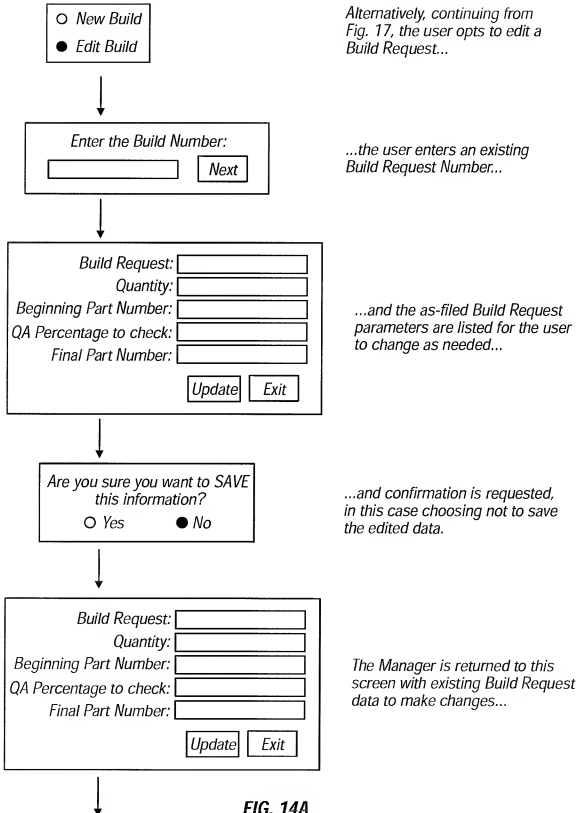 New Build
Edit Build
Alternatively, continuing from
Fig. 17, the user opts to edit a
Build Request...
Enter the Build Number:
Next
...the user enters an existing
Build Request Number...
Build Request:
Quantity:
Beginning Part Number:
QA Percentage to check:
Final Part Number:
Update Exit
...and the as-filed Build Request
parameters are listed for the user
to change as needed...
Are you sure you want to SAVE
this information?
Yes No
...and confirmation is requested,
in this case choosing not to save
the edited data.
Build Request:
Quantity:
Beginning Part Number:
QA Percentage to check:
Final Part Number:
Update Exit
The Manager is returned to this
screen with existing Build Request
data to make changes...
FIG. 14A